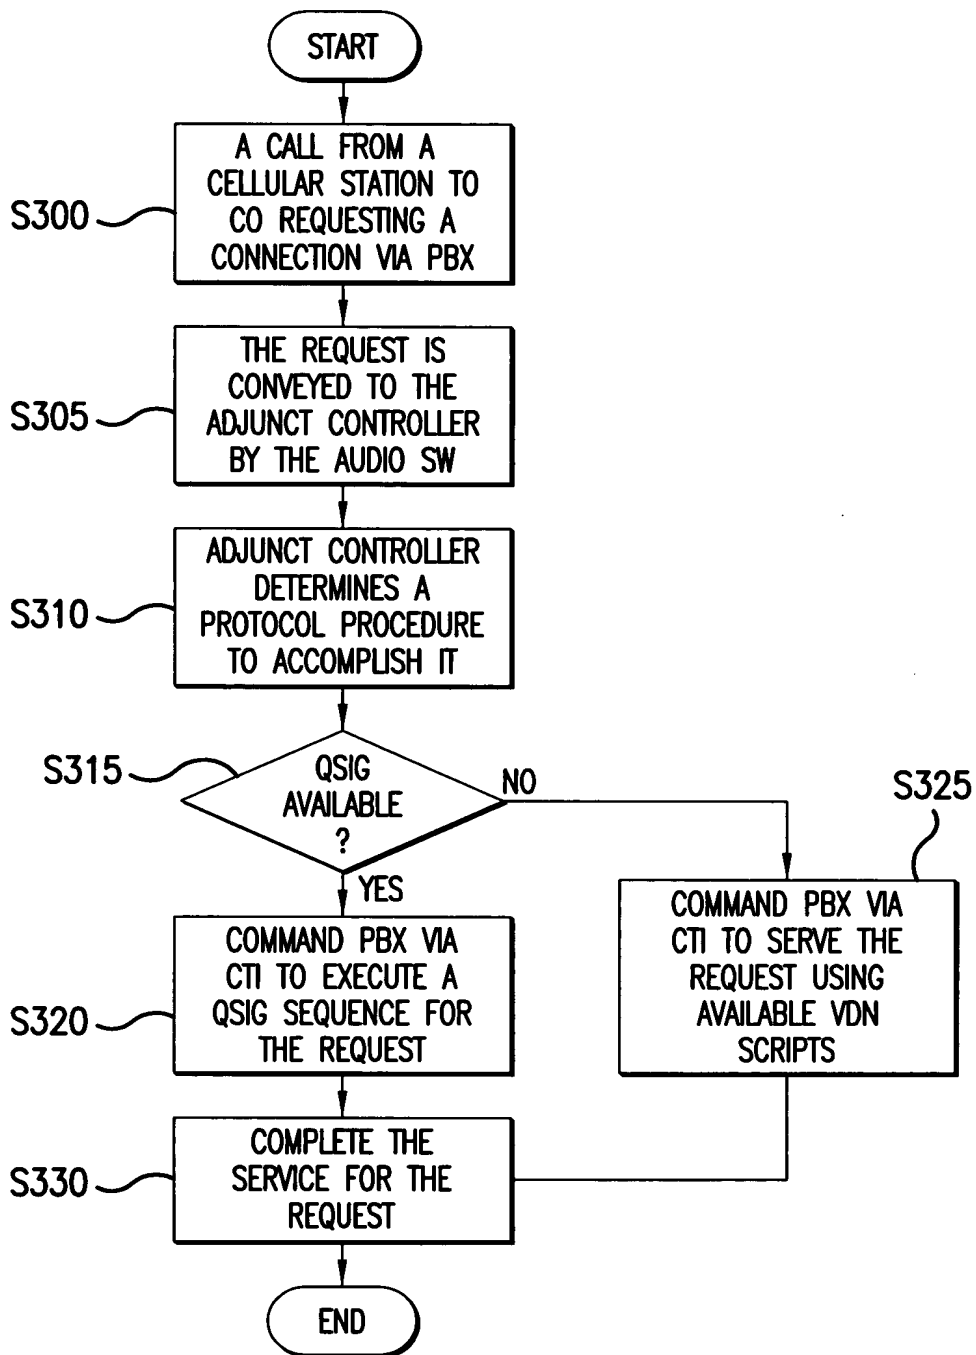 START
S300
A CALL FROM A
CELLULAR STATION TO
CO REQUESTING A
CONNECTION VIA PBX
S305
THE REQUEST IS
CONVEYED TO THE
ADJUNCT CONTROLLER
BY THE AUDIO SW
S310
ADJUNCT CONTROLLER
DETERMINES A
PROTOCOL PROCEDURE
TO ACCOMPLISH IT
S315
QSIG
AVAILABLE
?
NO
YES
S325
COMMAND PBX VIA
CTI TO SERVE THE
REQUEST USING
AVAILABLE VDN
SCRIPTS
S320
COMMAND PBX VIA
CTI TO EXECUTE A
QSIG SEQUENCE FOR
THE REQUEST
S330
COMPLETE THE
SERVICE FOR THE
REQUEST
END